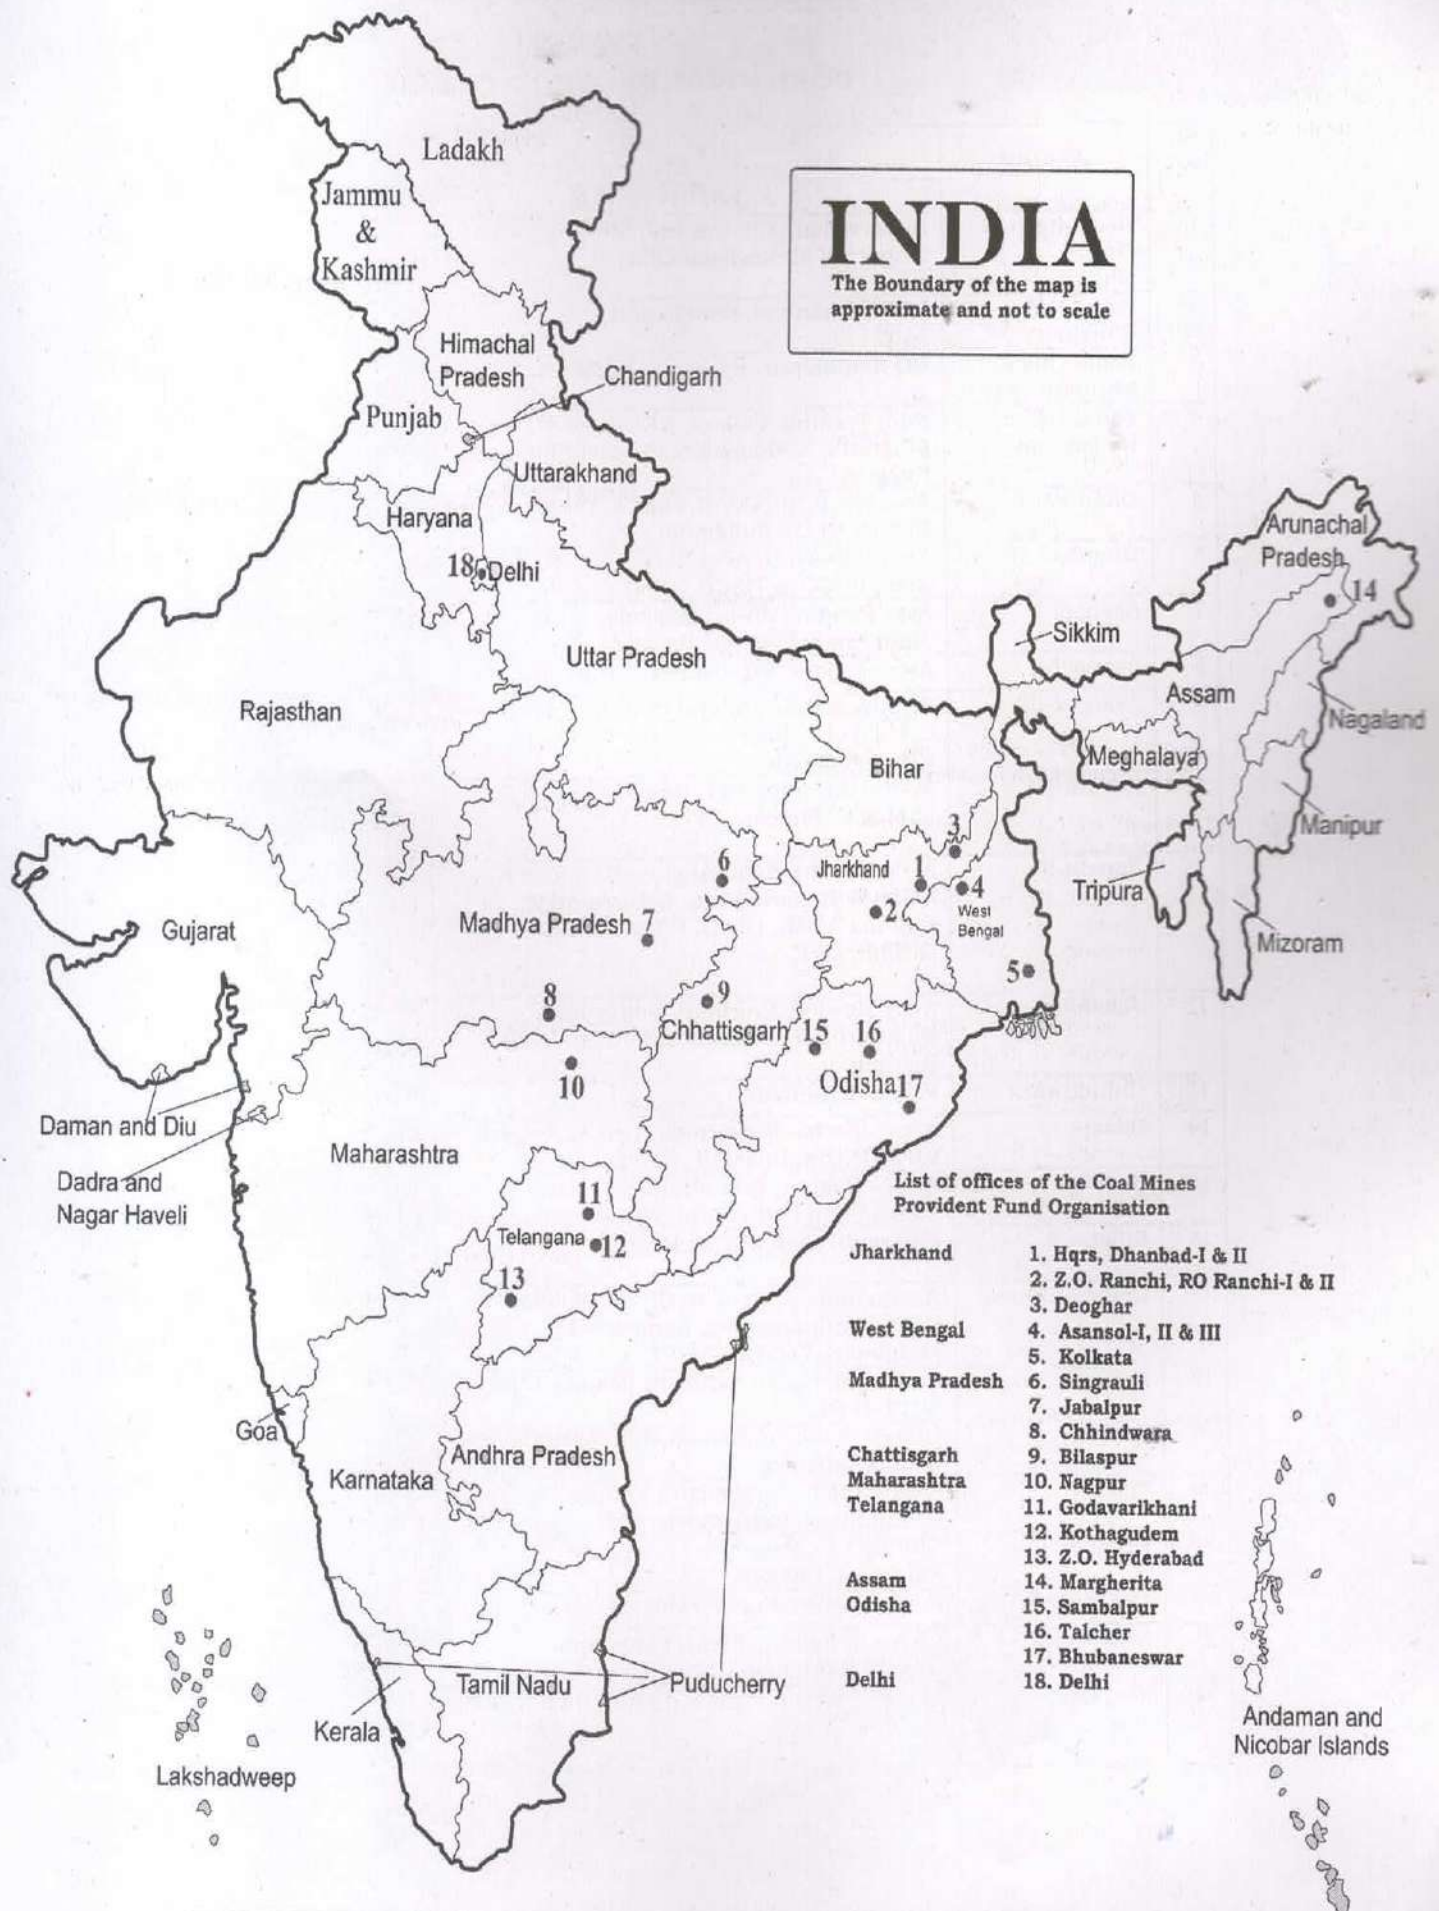 Ladakh
Jammu
&
Kashmir
INDIA
The Boundary of the map is
approximate and not to scale
Himachal
Pradesh
Chandigarh
Punjab
Uttarakhand
Haryana
18 Delhi
Arunachal
Pradesh
14
Sikkim
Uttar Pradesh
Assam
Rajasthan
Nagaland
Bihar
Meghalaya
Manipur
3
6
Jharkhand
1
4
Tripura
2
West
Bengal
Madhya Pradesh
7
Gujarat
Mizoram
5
8
9
Chhattisgarh
15
16
10
Odisha
17
Daman and Diu
Maharashtra
Dadra and
Nagar Haveli
11
Telangana
12
13
List of offices of the Coal Mines
Provident Fund Organisation
Jharkhand 1. Hqrs, Dhanbad-I & II
2. Z.O. Ranchi, RO Ranchi-I & II
3. Deoghar
West Bengal 4. Asansol-I, II & III
5. Kolkata
Madhya Pradesh 6. Singrauli
7. Jabalpur
8. Chhindwara
Chattisgarh 9. Bilaspur
Maharashtra 10. Nagpur
Telangana 11. Godavarikhani
12. Kothagudem
13. Z.O. Hyderabad
Assam 14. Margherita
Odisha 15. Sambalpur
16. Talcher
17. Bhubaneswar
Delhi 18. Delhi
Goa
Karnataka
Andhra Pradesh
Tamil Nadu
Puducherry
Kerala
Lakshadweep
Andaman and
Nicobar Islands